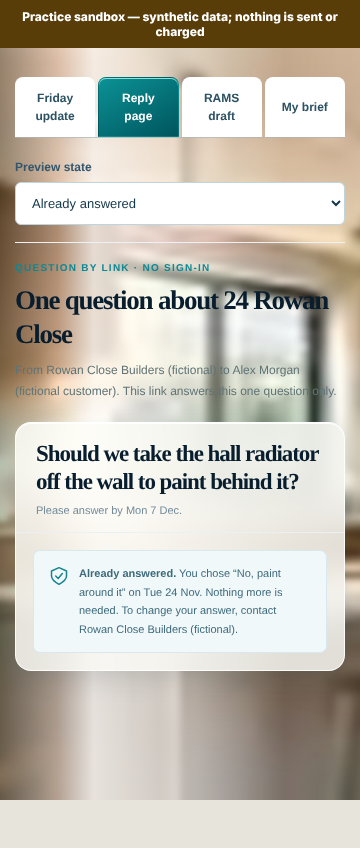 Practice sandbox — synthetic data; nothing is sent or
charged
Friday
update
Reply
page
RAMS
draft
My brief
Preview state
Already answered
QUESTION BY LINK · NO SIGN-IN
One question about 24 Rowan
Close
From Rowan Close Builders (fictional) to Alex Morgan
(fictional customer). This link answers this one question only.
Should we take the hall radiator
off the wall to paint behind it?
Please answer by Mon 7 Dec.
Already answered. You chose “No, paint
around it” on Tue 24 Nov. Nothing more is
needed. To change your answer, contact
Rowan Close Builders (fictional).